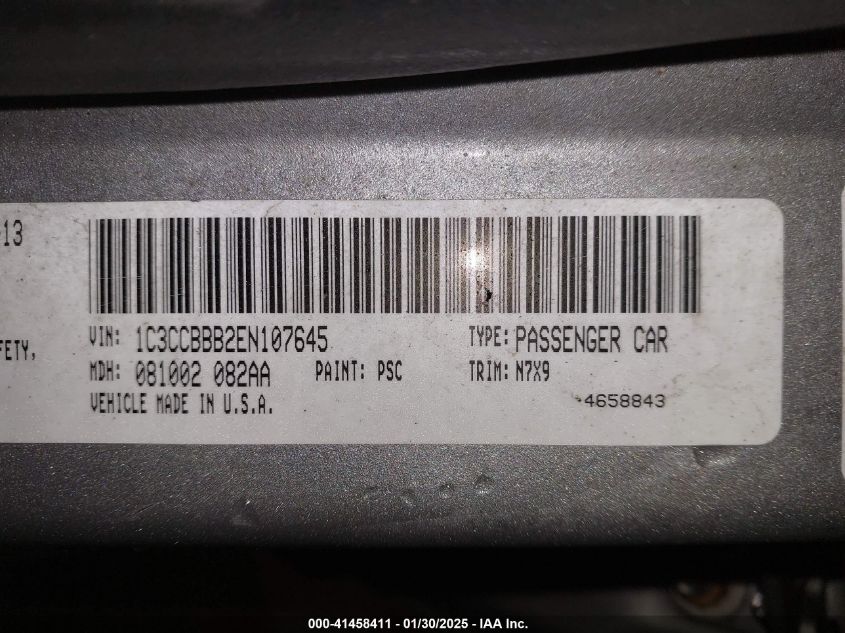 13
VIN: 1C3CCBBB2EN107645 TYPE: PASSENGER CAR
FETY,
MDH: 081002 082AA PAINT: PSC TRIM: N7X9
VEHICLE MADE IN U.S.A. 4658843
000-41458411 - 01/30/2025 - IAA Inc.